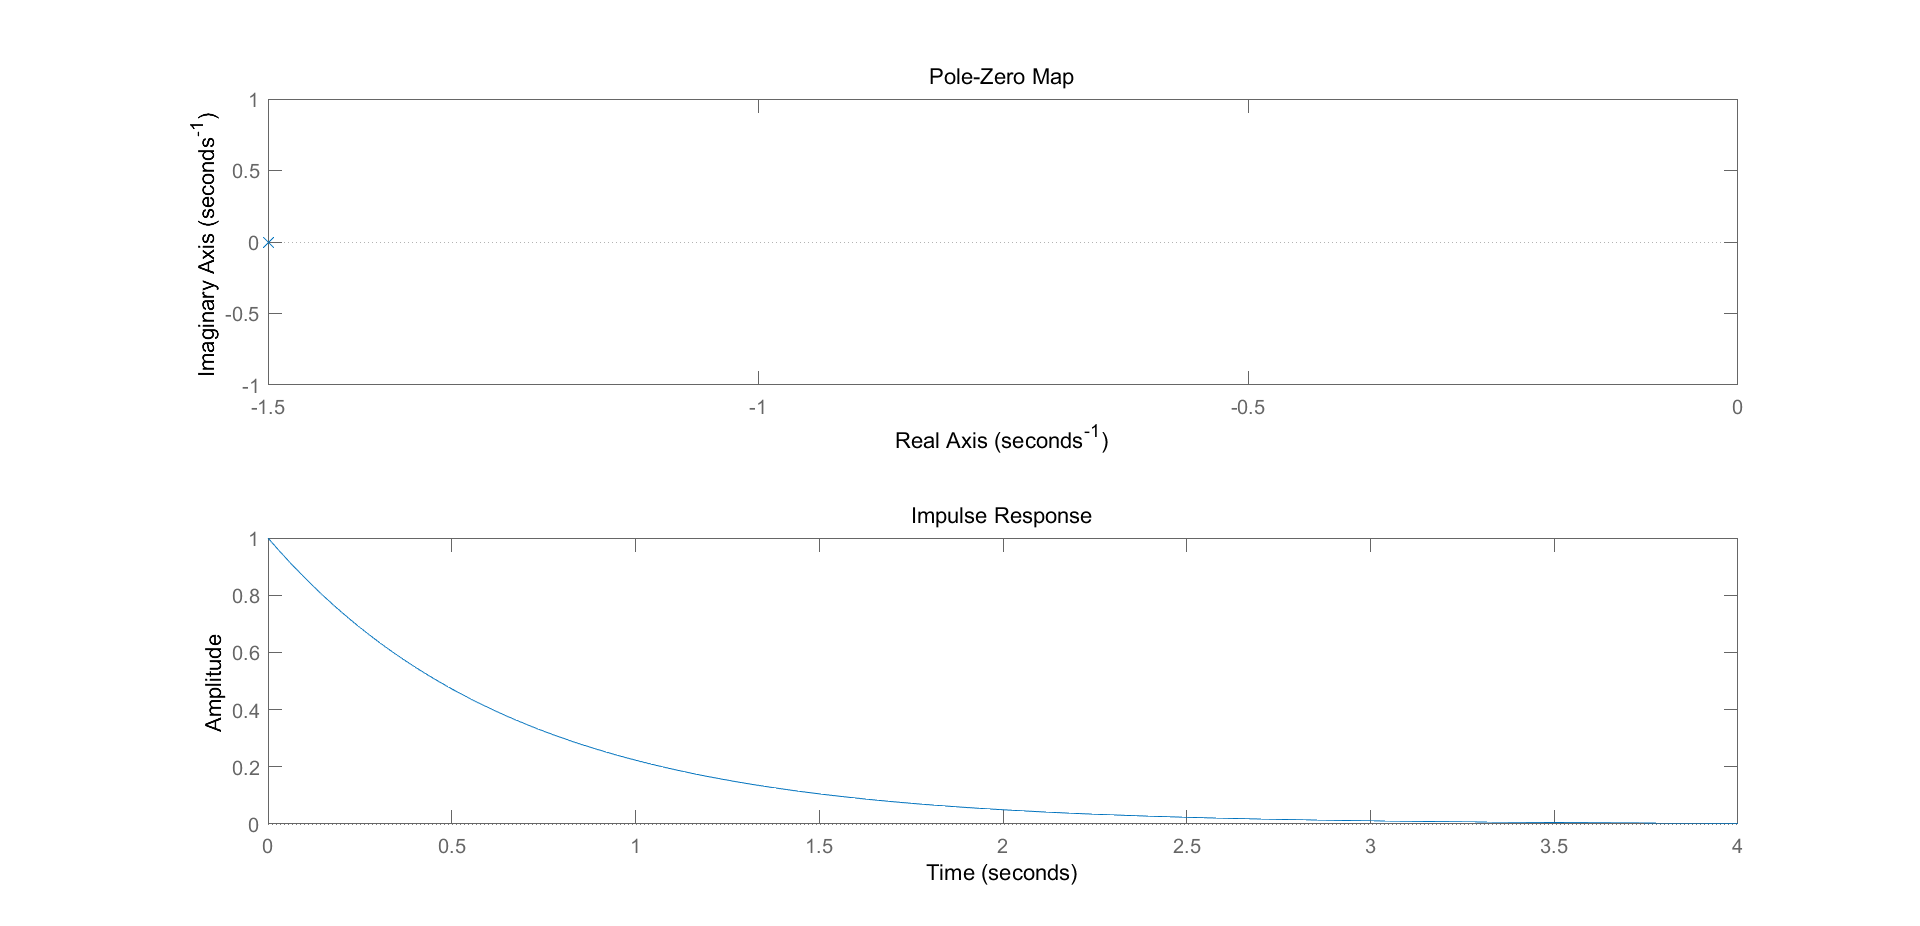 Pole-Zero Map
1
0.5
0
-0.5
-1
Imaginary Axis (seconds-1)
-1.5 -1 -0.5 0
Real Axis (seconds-1)
Impulse Response
1
0.8
0.6
0.4
0.2
0
Amplitude
0 0.5 1 1.5 2 2.5 3 3.5 4
Time (seconds)